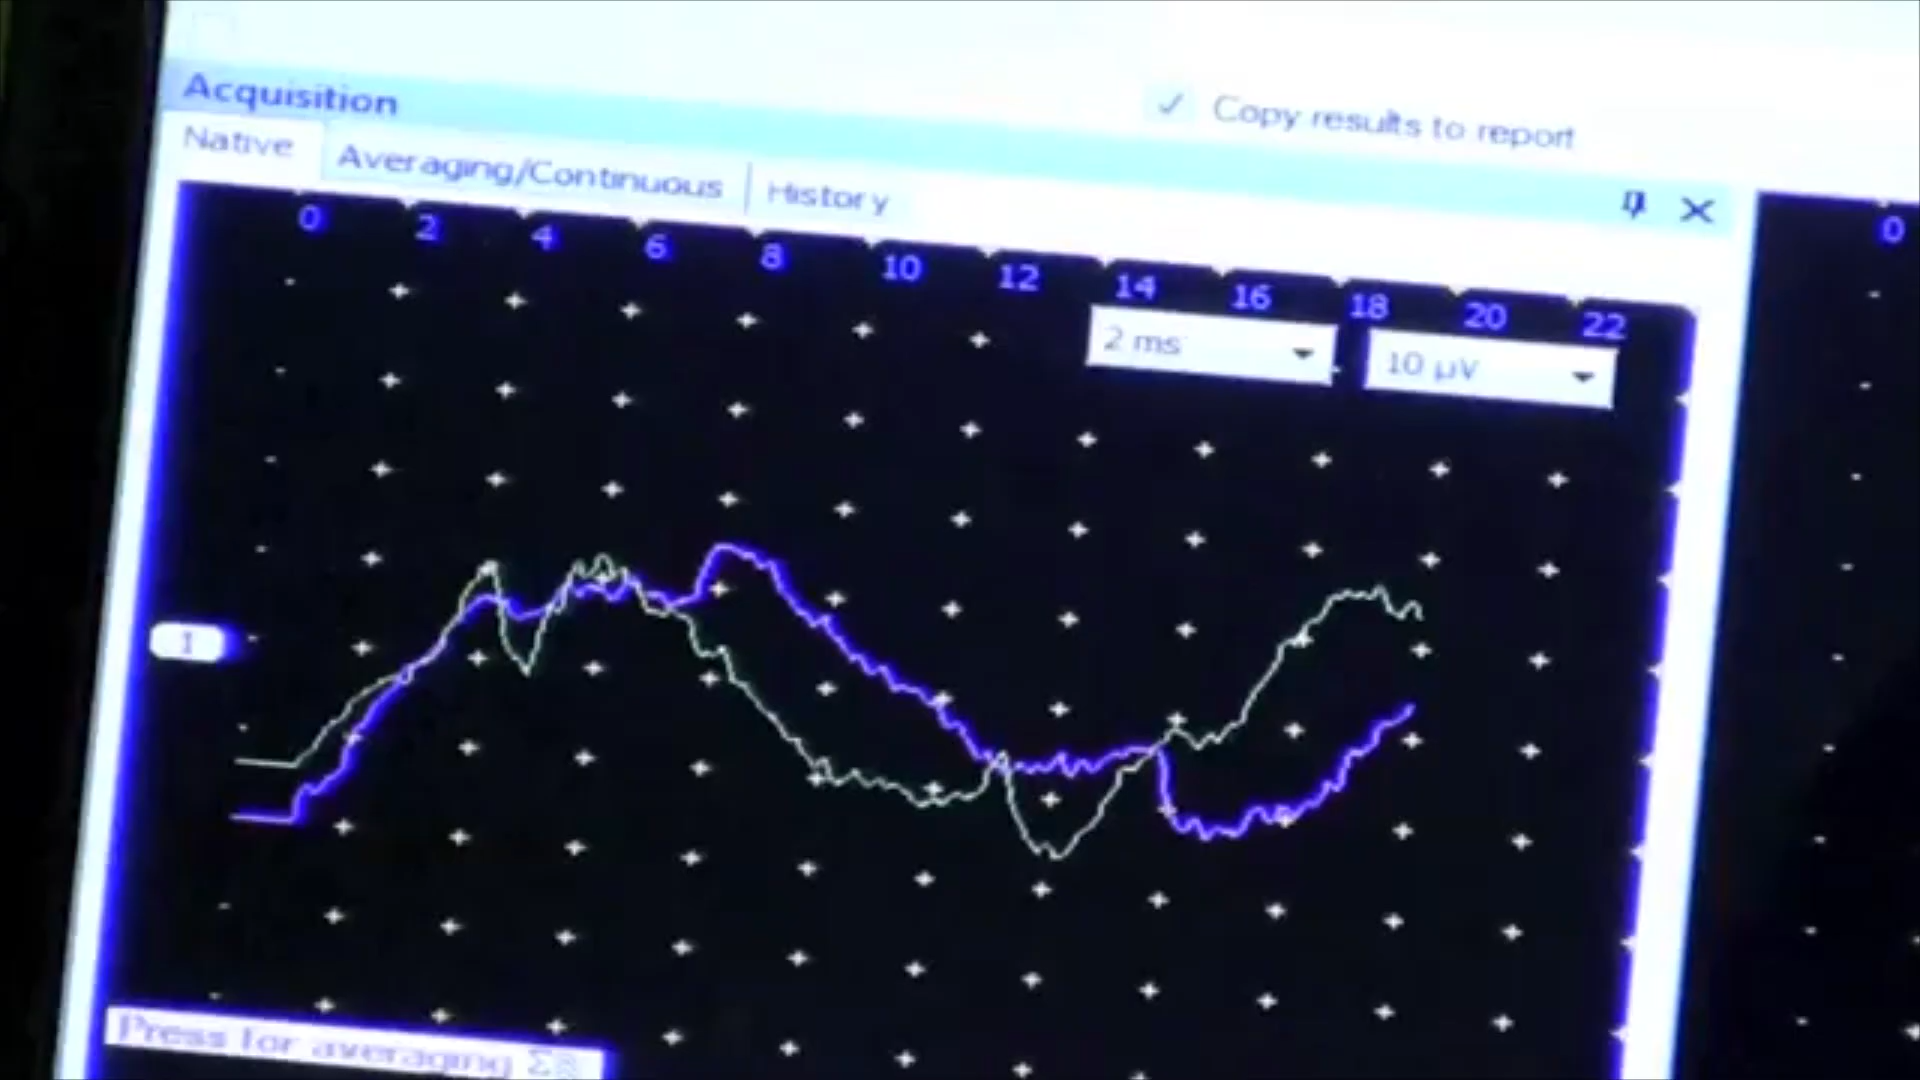 Copy results to report
Acquisition
Native Averaging/Continuous History
0 2 4 6 8 10 12 14 16 18 20 22
0
2 ms 10 µV
1
Press for averaging Σ